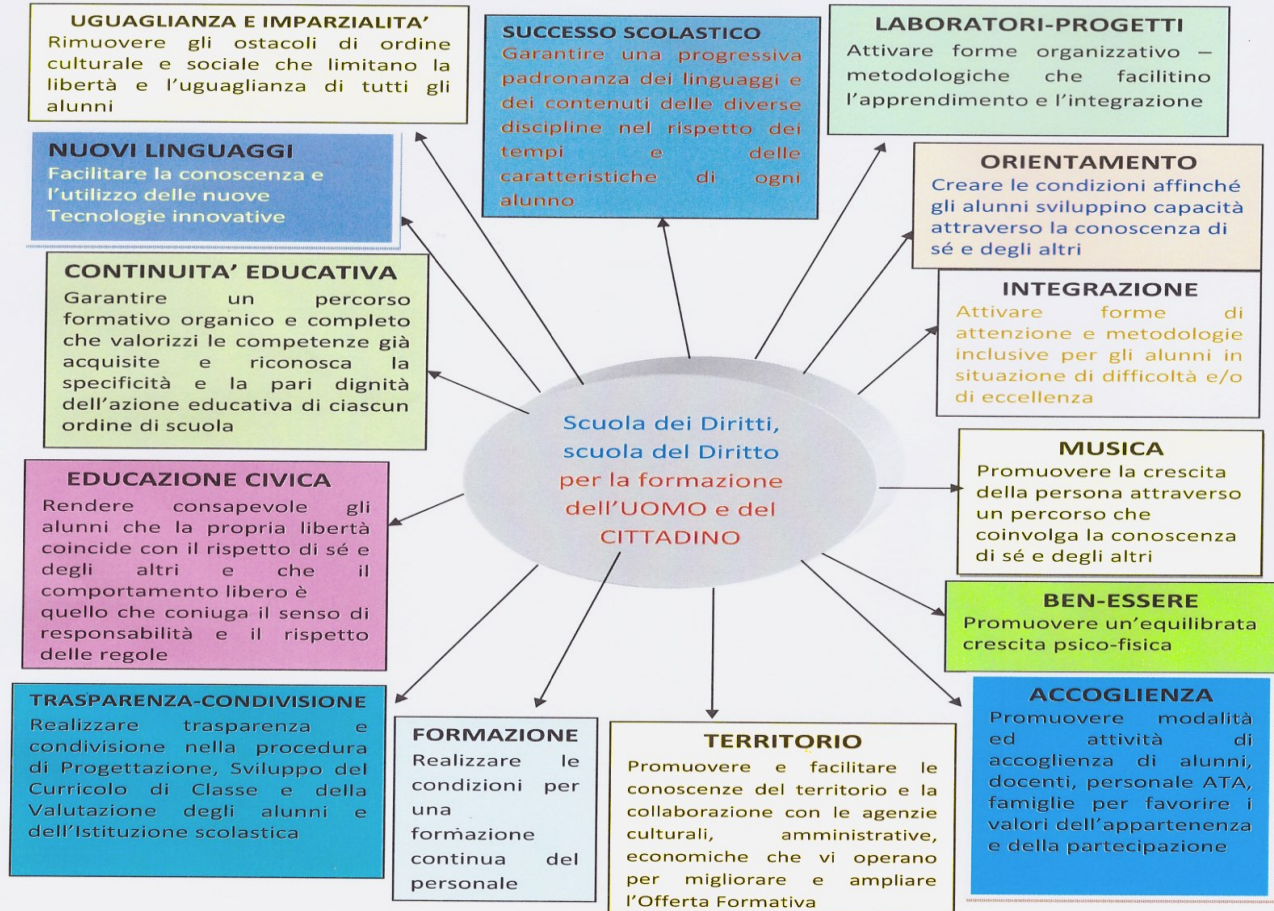 UGUAGLIANZA E IMPARZIALITA’
Rimuovere gli ostacoli di ordine
culturale e sociale che limitano la
libertà e l’uguaglianza di tutti gli
alunni
SUCCESSO SCOLASTICO
Garantire una progressiva
padronanza dei linguaggi e
dei contenuti delle diverse
discipline nel rispetto dei
tempi e delle
caratteristiche di ogni
alunno
LABORATORI-PROGETTI
Attivare forme organizzativo –
metodologiche che facilitino
l’apprendimento e l’integrazione
NUOVI LINGUAGGI
Facilitare la conoscenza e
l’utilizzo delle nuove
Tecnologie innovative
ORIENTAMENTO
Creare le condizioni affinché
gli alunni sviluppino capacità
attraverso la conoscenza di
sé e degli altri
CONTINUITA’ EDUCATIVA
Garantire un percorso
formativo organico e completo
che valorizzi le competenze già
acquisite e riconosca la
specificità e la pari dignità
dell’azione educativa di ciascun
ordine di scuola
INTEGRAZIONE
Attivare forme di
attenzione e metodologie
inclusive per gli alunni in
situazione di difficoltà e/o
di eccellenza
Scuola dei Diritti,
scuola del Diritto
per la formazione
dell’UOMO e del
CITTADINO
MUSICA
Promuovere la crescita
della persona attraverso
un percorso che
coinvolga la conoscenza
di sé e degli altri
EDUCAZIONE CIVICA
Rendere consapevole gli
alunni che la propria libertà
coincide con il rispetto di sé e
degli altri e che il
comportamento libero è
quello che coniuga il senso di
responsabilità e il rispetto
delle regole
BEN-ESSERE
Promuovere un’equilibrata
crescita psico-fisica
TRASPARENZA-CONDIVISIONE
Realizzare trasparenza e
condivisione nella procedura
di Progettazione, Sviluppo del
Curricolo di Classe e della
Valutazione degli alunni e
dell’Istituzione scolastica
FORMAZIONE
Realizzare le
condizioni per
una
formazione
continua del
personale
TERRITORIO
Promuovere e facilitare le
conoscenze del territorio e la
collaborazione con le agenzie
culturali, amministrative,
economiche che vi operano
per migliorare e ampliare
l’Offerta Formativa
ACCOGLIENZA
Promuovere modalità
ed attività di
accoglienza di alunni,
docenti, personale ATA,
famiglie per favorire i
valori dell’appartenenza
e della partecipazione